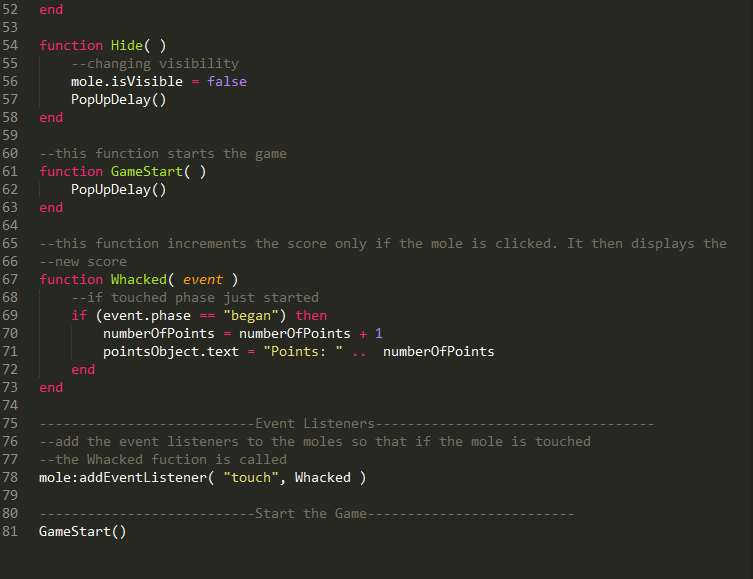 52 end
53
54 function Hide( )
55     --changing visibility
56     mole.isVisible = false
57     PopUpDelay()
58 end
59
60 --this function starts the game
61 function GameStart( )
62     PopUpDelay()
63 end
64
65 --this function increments the score only if the mole is clicked. It then displays the
66 --new score
67 function Whacked( event )
68     --if touched phase just started
69     if (event.phase == "began") then
70         numberOfPoints = numberOfPoints + 1
71         pointsObject.text = "Points: " ..  numberOfPoints
72     end
73 end
74
75 ---------------------------Event Listeners-----------------------------------
76 --add the event listeners to the moles so that if the mole is touched
77 --the Whacked fuction is called
78 mole:addEventListener( "touch", Whacked )
79
80 ---------------------------Start the Game--------------------------
81 GameStart()